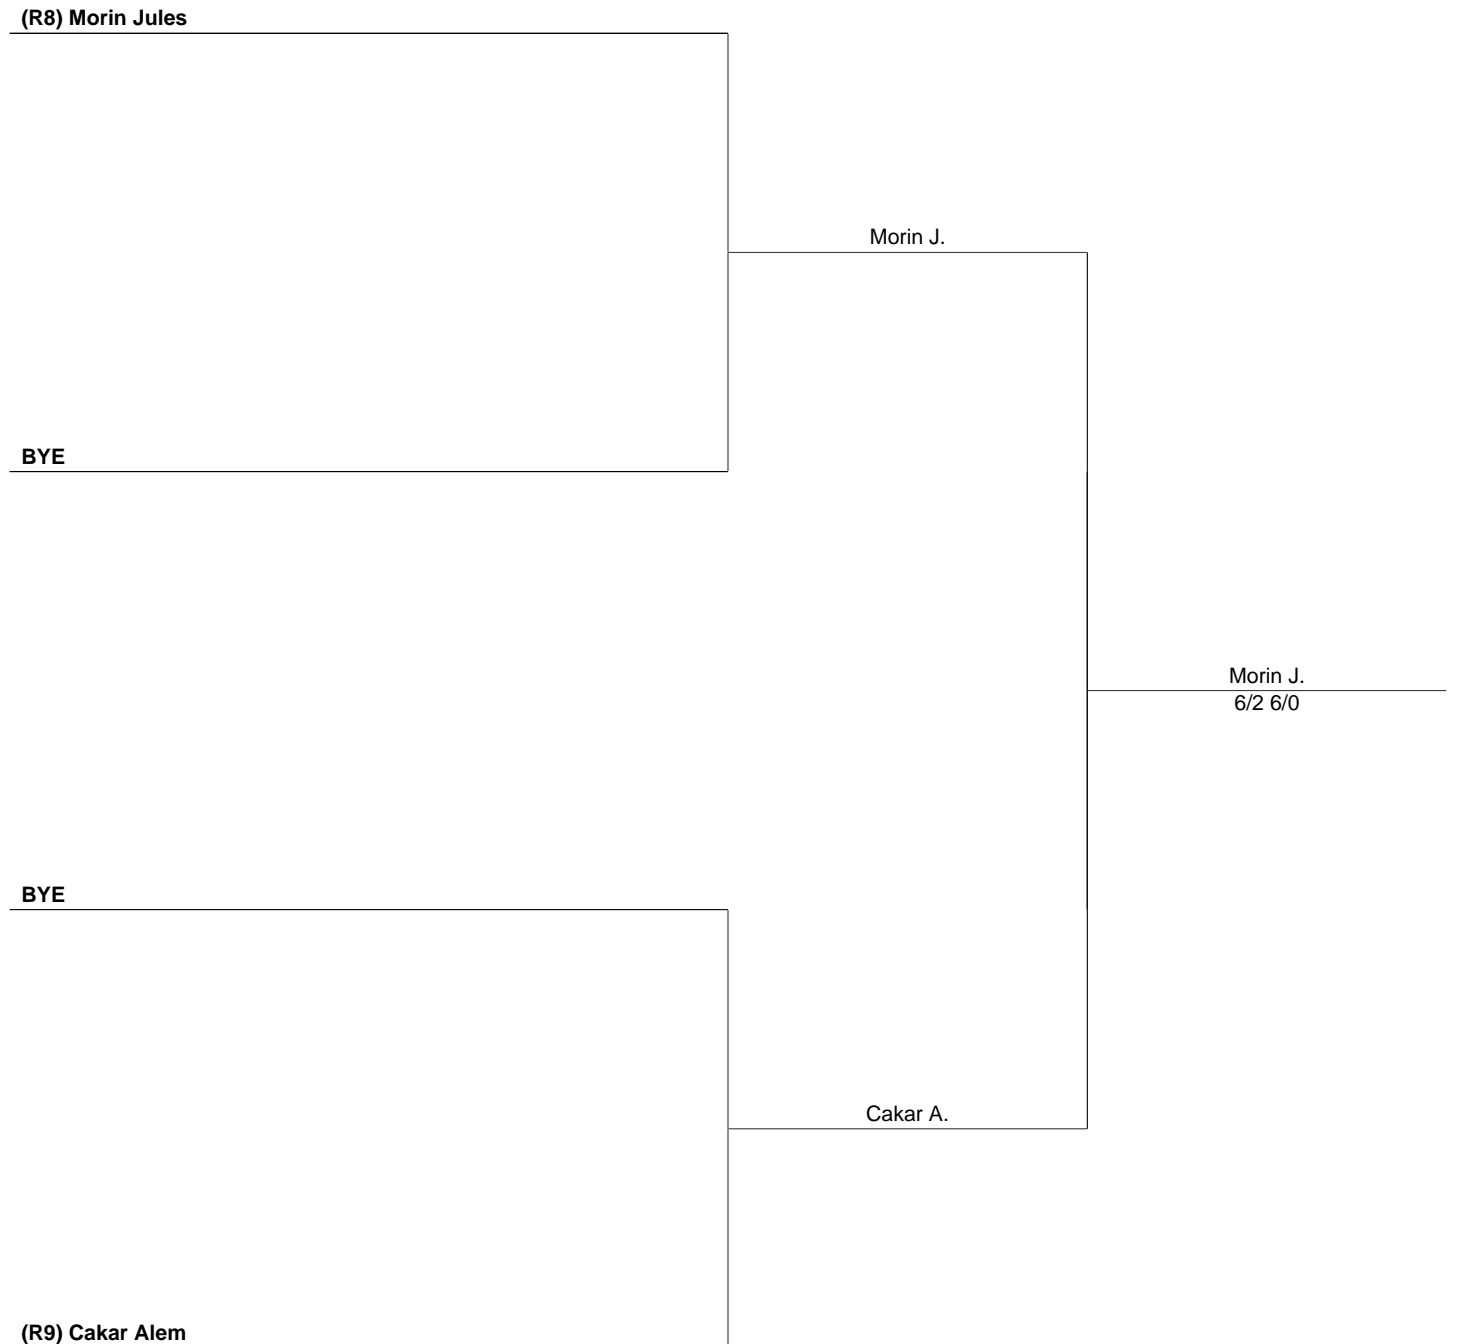 (R8) Morin Jules
Morin J.
BYE
Morin J.
6/2 6/0
BYE
Cakar A.
(R9) Cakar Alem